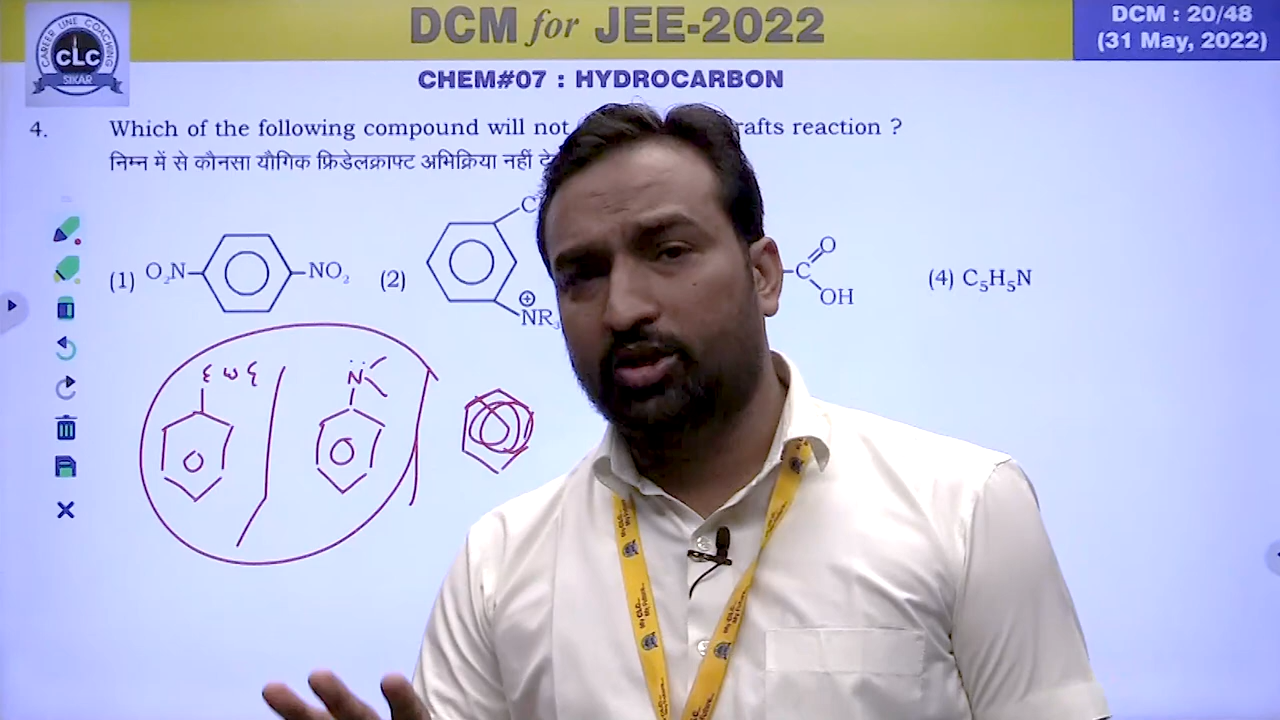 DCM for JEE-2022
DCM : 20/48
(31 May, 2022)
CAREER LINE COACHING
CLC
SIKAR
CHEM#07 : HYDROCARBON
4. Which of the following compound will not rafts reaction ?
निम्न में से कौनसा यौगिक फ्रिडेलक्राफ्ट अभिक्रिया नहीं
(1) O₂N NO₂ (2) C ⊕ NR₃ C O OH (4) C₅H₅N
EWG N